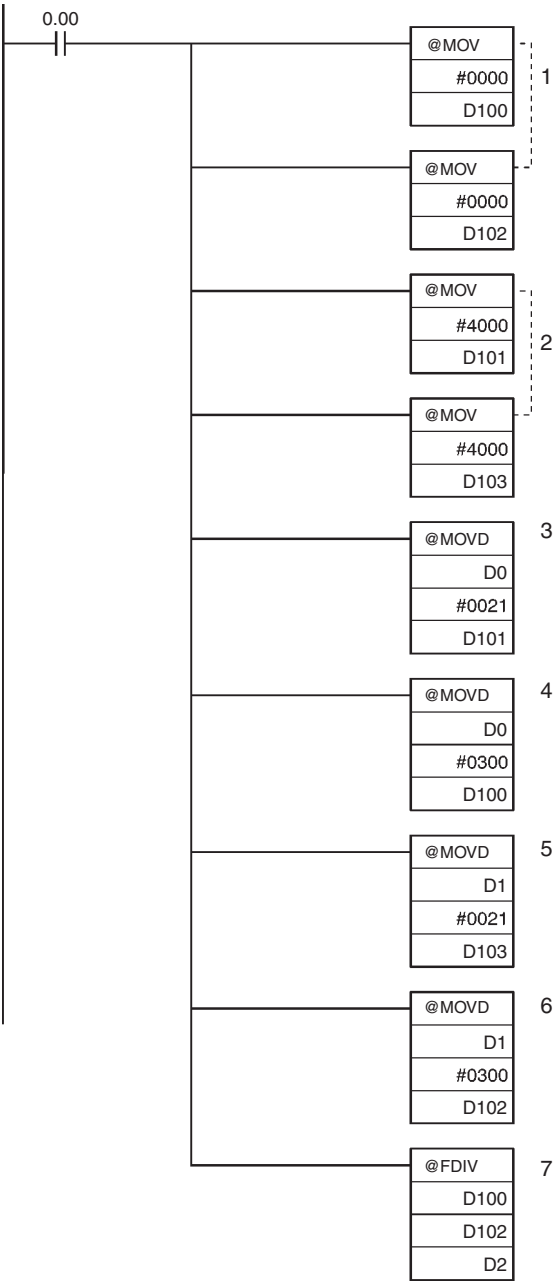 0.00
@MOV
#0000
D100
1
@MOV
#0000
D102
@MOV
#4000
D101
2
@MOV
#4000
D103
@MOVD
3
D0
#0021
D101
@MOVD
4
D0
#0300
D100
@MOVD
5
D1
#0021
D103
@MOVD
6
D1
#0300
D102
@FDIV
7
D100
D102
D2